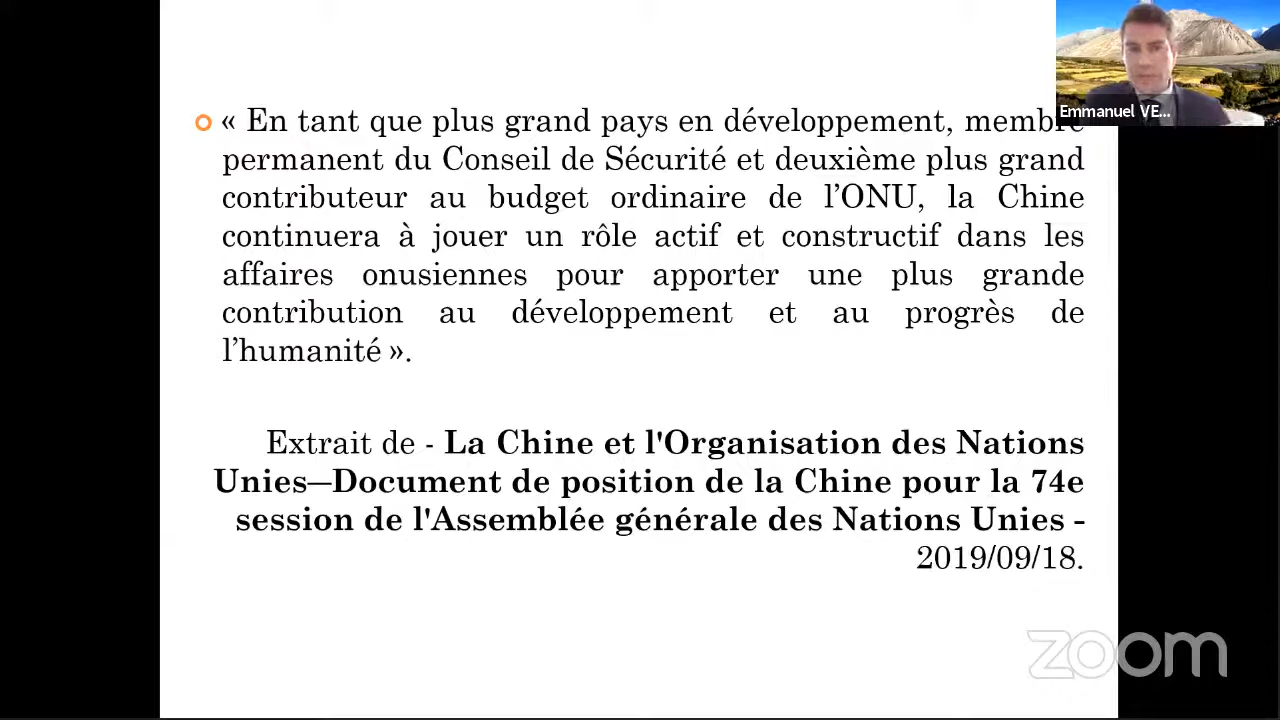 « En tant que plus grand pays en développement, membre
permanent du Conseil de Sécurité et deuxième plus grand
contributeur au budget ordinaire de l’ONU, la Chine
continuera à jouer un rôle actif et constructif dans les
affaires onusiennes pour apporter une plus grande
contribution au développement et au progrès de
l’humanité ».
Extrait de - La Chine et l'Organisation des Nations
Unies—Document de position de la Chine pour la 74e
session de l'Assemblée générale des Nations Unies -
2019/09/18.
Emmanuel VE...
zoom